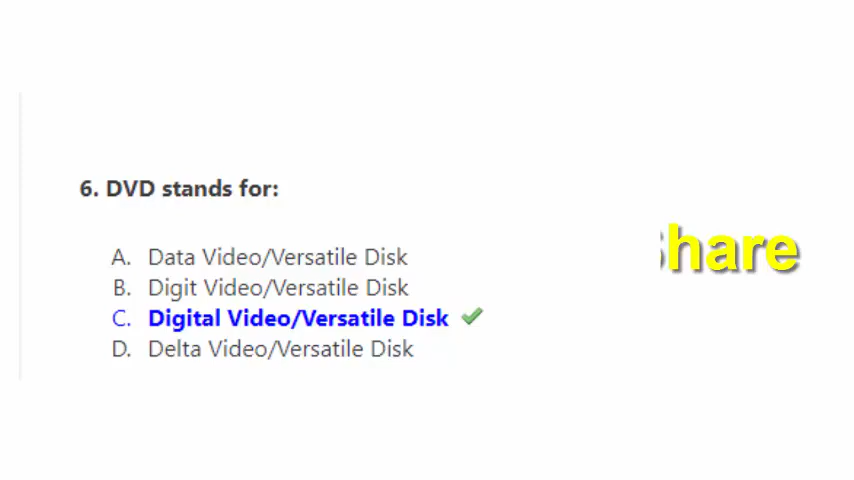 6. DVD stands for:
A. Data Video/Versatile Disk
B. Digit Video/Versatile Disk
C. Digital Video/Versatile Disk
D. Delta Video/Versatile Disk